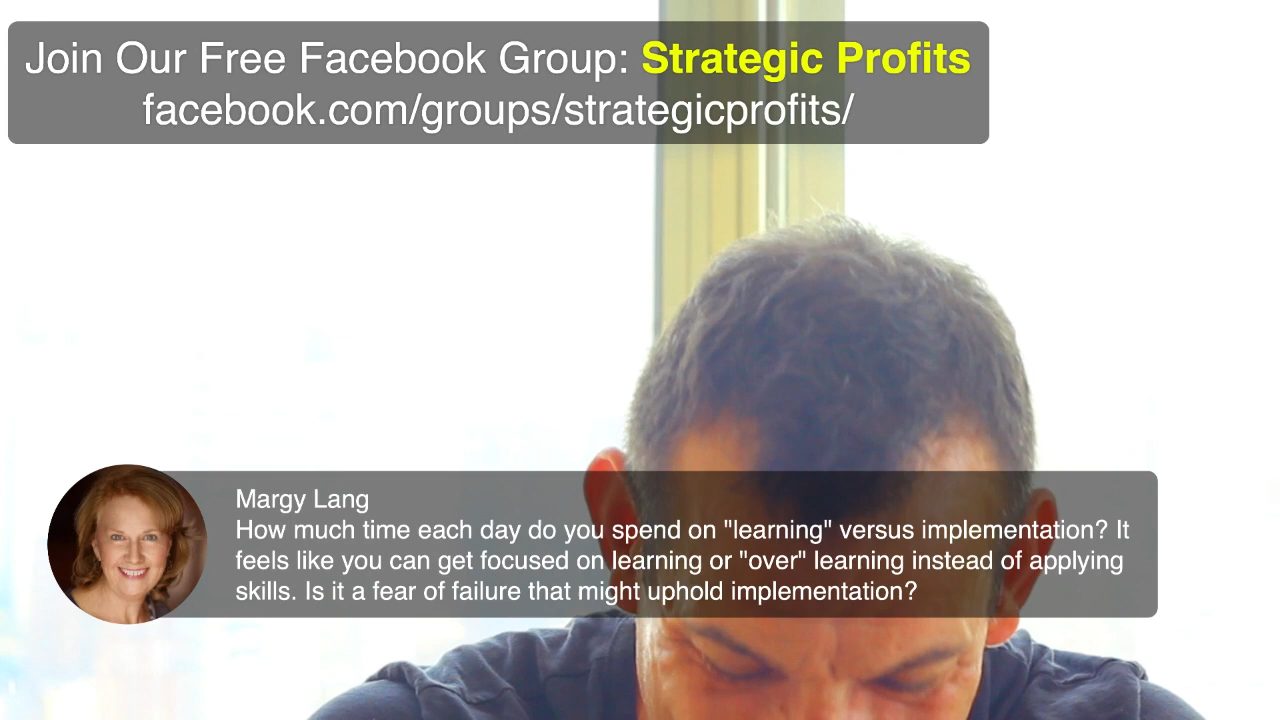 Join Our Free Facebook Group: Strategic Profits
facebook.com/groups/strategicprofits/
Margy Lang
How much time each day do you spend on "learning" versus implementation? It
feels like you can get focused on learning or "over" learning instead of applying
skills. Is it a fear of failure that might uphold implementation?